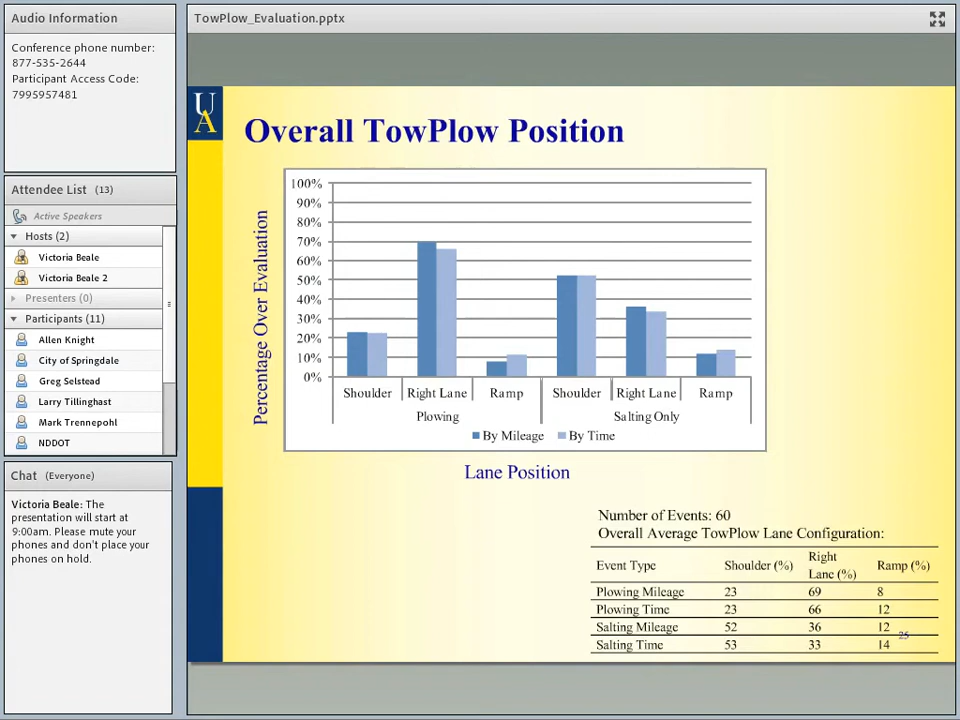 Audio Information
Conference phone number:
877-535-2644
Participant Access Code:
7995957481
Attendee List (13)
Active Speakers
Hosts (2)
Victoria Beale
Victoria Beale 2
Presenters (0)
Participants (11)
Allen Knight
City of Springdale
Greg Selstead
Larry Tillinghast
Mark Trennepohl
NDDOT
Chat (Everyone)
Victoria Beale: The
presentation will start at
9:00am. Please mute your
phones and don't place your
phones on hold.
TowPlow_Evaluation.pptx
UA
Overall TowPlow Position
Percentage Over Evaluation
100%
90%
80%
70%
60%
50%
40%
30%
20%
10%
0%
Shoulder Right Lane Ramp Shoulder Right Lane Ramp
Plowing Salting Only
By Mileage By Time
Lane Position
Number of Events: 60
Overall Average TowPlow Lane Configuration:
Event Type Shoulder (%) Right Lane (%) Ramp (%)
Plowing Mileage 23 69 8
Plowing Time 23 66 12
Salting Mileage 52 36 12
Salting Time 53 33 14
25